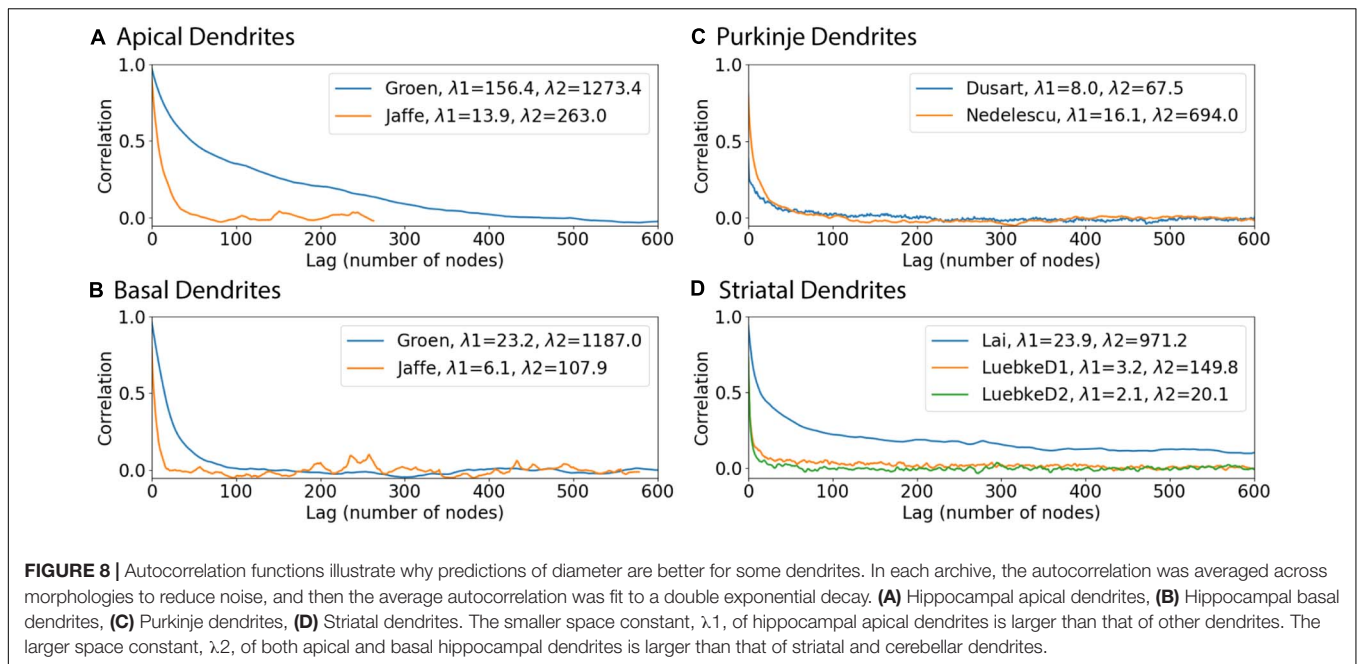 A Apical Dendrites
1.0
0.5
0.0
Correlation
Groen, λ1=156.4, λ2=1273.4
Jaffe, λ1=13.9, λ2=263.0
0 100 200 300 400 500 600
Lag (number of nodes)
B Basal Dendrites
1.0
0.5
0.0
Correlation
Groen, λ1=23.2, λ2=1187.0
Jaffe, λ1=6.1, λ2=107.9
0 100 200 300 400 500 600
Lag (number of nodes)
C Purkinje Dendrites
1.0
0.5
0.0
Correlation
Dusart, λ1=8.0, λ2=67.5
Nedelescu, λ1=16.1, λ2=694.0
0 100 200 300 400 500 600
Lag (number of nodes)
D Striatal Dendrites
1.0
0.5
0.0
Correlation
Lai, λ1=23.9, λ2=971.2
LuebkeD1, λ1=3.2, λ2=149.8
LuebkeD2, λ1=2.1, λ2=20.1
0 100 200 300 400 500 600
Lag (number of nodes)
FIGURE 8 | Autocorrelation functions illustrate why predictions of diameter are better for some dendrites. In each archive, the autocorrelation was averaged across
morphologies to reduce noise, and then the average autocorrelation was fit to a double exponential decay. (A) Hippocampal apical dendrites, (B) Hippocampal basal
dendrites, (C) Purkinje dendrites, (D) Striatal dendrites. The smaller space constant, λ1, of hippocampal apical dendrites is larger than that of other dendrites. The
larger space constant, λ2, of both apical and basal hippocampal dendrites is larger than that of striatal and cerebellar dendrites.